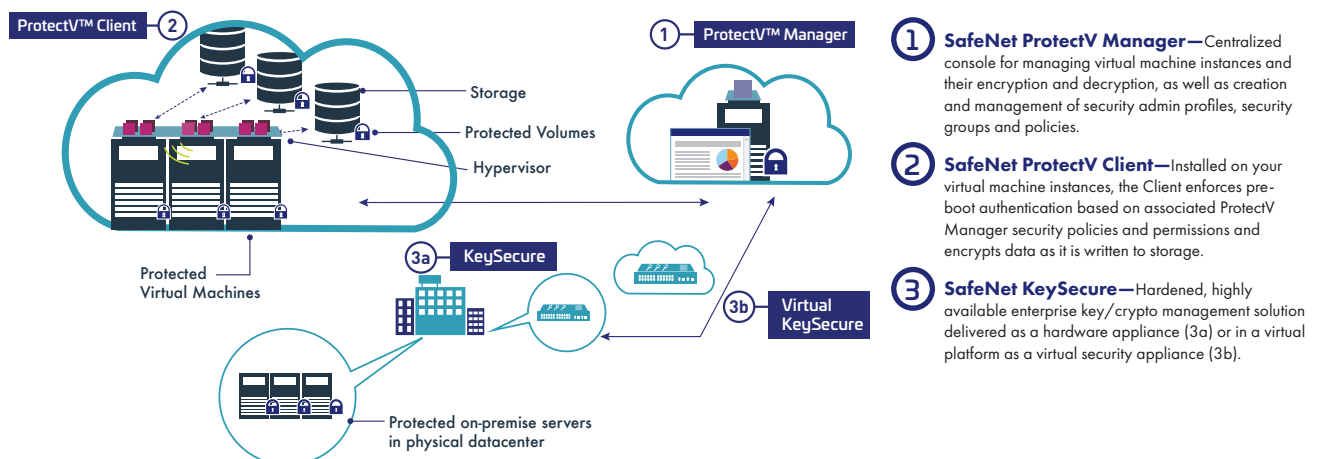 ProtectV™ Client
2
1
ProtectV™ Manager
Storage
Protected Volumes
Hypervisor
Protected
Virtual Machines
3a
KeySecure
3b
Virtual
KeySecure
Protected on-premise servers
in physical datacenter
1
SafeNet ProtectV Manager—Centralized
console for managing virtual machine instances and
their encryption and decryption, as well as creation
and management of security admin profiles, security
groups and policies.
2
SafeNet ProtectV Client—Installed on your
virtual machine instances, the Client enforces pre-
boot authentication based on associated ProtectV
Manager security policies and permissions and
encrypts data as it is written to storage.
3
SafeNet KeySecure—Hardened, highly
available enterprise key/crypto management solution
delivered as a hardware appliance (3a) or in a virtual
platform as a virtual security appliance (3b).